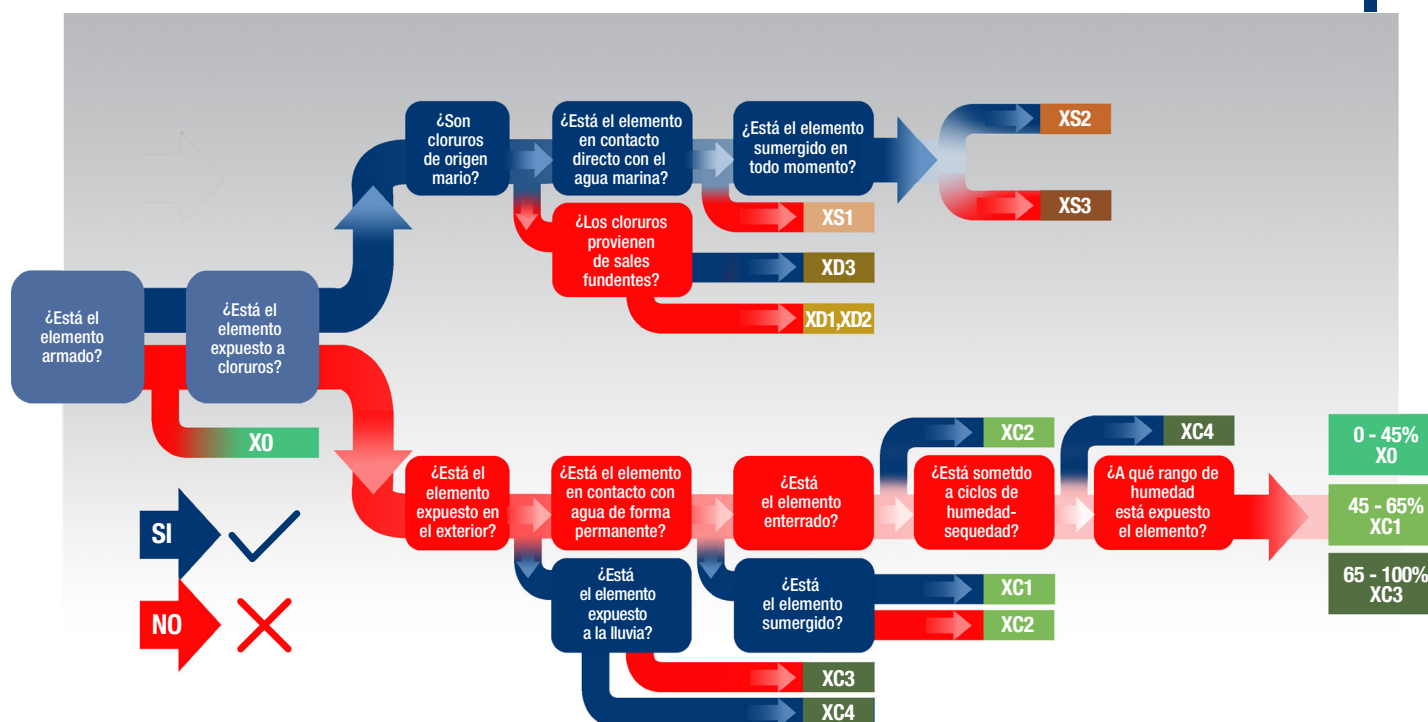 ¿Son
cloruros
de origen
mario?
¿Está el elemento
en contacto
directo con el
agua marina?
¿Está el elemento
sumergido en
todo momento?
XS2
XS3
XS1
¿Los cloruros
provienen
de sales
fundentes?
XD3
XD1,XD2
¿Está el
elemento
armado?
¿Está el
elemento
expuesto a
cloruros?
X0
¿Está el
elemento
expuesto en
el exterior?
¿Está el elemento
en contacto con
agua de forma
permanente?
¿Está
el elemento
enterrado?
XC2
¿Está sometdo
a ciclos de
humedad-
sequedad?
XC4
¿A qué rango de
humedad
está expuesto
el elemento?
0 - 45%
X0
45 - 65%
XC1
65 - 100%
XC3
SI
NO
¿Está
el elemento
expuesto
a la lluvia?
¿Está
el elemento
sumergido?
XC1
XC2
XC3
XC4